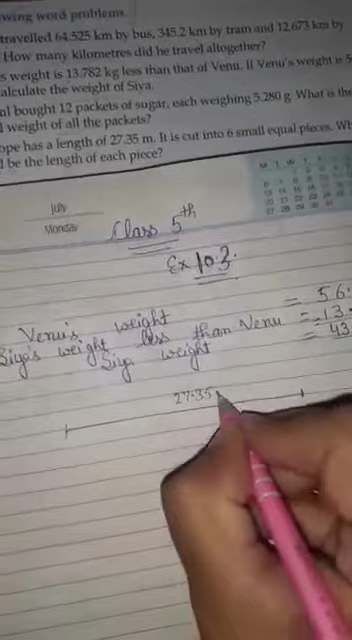 owing word problems.
travelled 64.525 km by bus, 345.2 km by tram and 12.673 km by
How many kilometres did he travel altogether?
s weight is 13.782 kg less than that of Venu. If Venu's weight is 5
calculate the weight of Siya.
al bought 12 packets of sugar, each weighing 5.280 g. What is the
l weight of all the packets?
ope has a length of 27.35 m. It is cut into 6 small equal pieces. Wh
l be the length of each piece?
July
Monday
M T W T F
Class 5th
Ex 10.3.
Venu's weight = 56.
Siya's weight less than Venu = -13.
Siya weight = 43
27.35